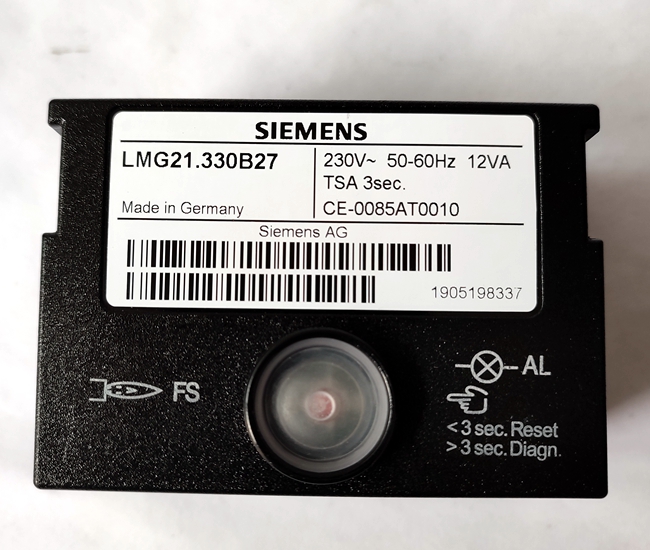 SIEMENS
LMG21.330B27
230V~ 50-60Hz 12VA
TSA 3sec.
Made in Germany
CE-0085AT0010
Siemens AG
1905198337
FS
AL
< 3 sec. Reset
> 3 sec. Diagn.